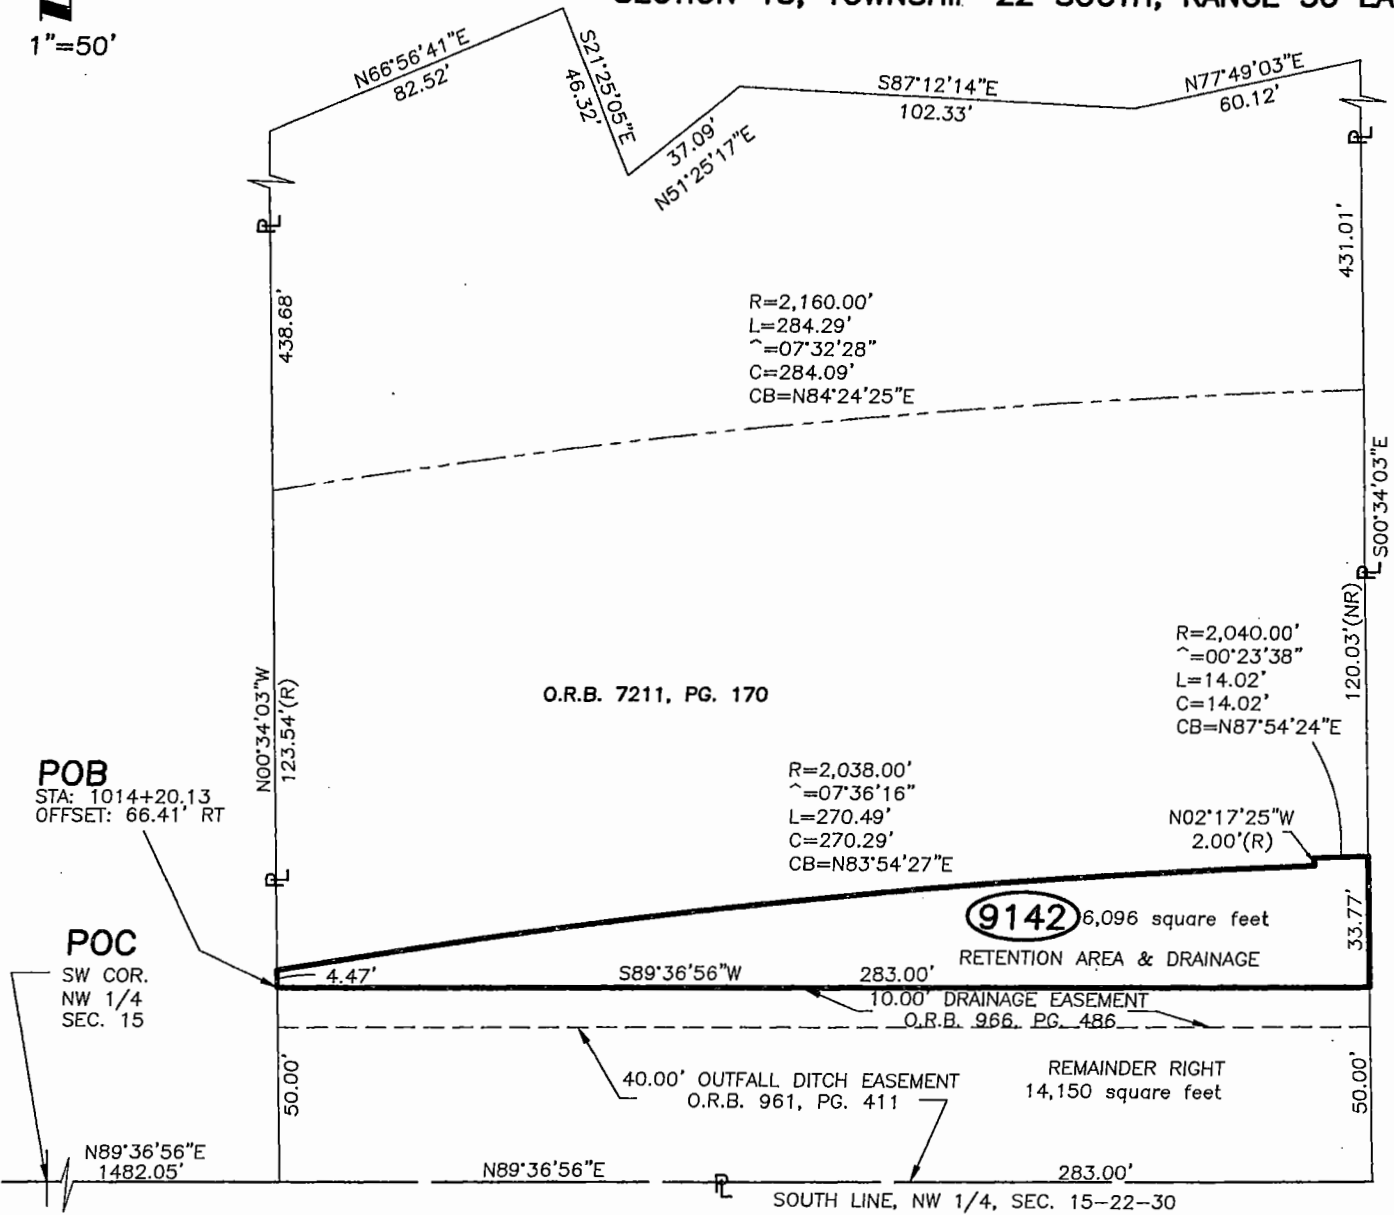 1"=50'
22 SOUTH, RANGE
N66°56'41"E
82.52'
S21°25'05"E
46.32'
37.09'
N51°25'17"E
S87°12'14"E
102.33'
N77°49'03"E
60.12'
PL
PL
438.68'
431.01'
R=2,160.00'
L=284.29'
^=07°32'28"
C=284.09'
CB=N84°24'25"E
S00°34'03"E
PL
120.03'(NR)
N00°34'03"W
123.54'(R)
O.R.B. 7211, PG. 170
R=2,040.00'
^=00°23'38"
L=14.02'
C=14.02'
CB=N87°54'24"E
POB
STA: 1014+20.13
OFFSET: 66.41' RT
R=2,038.00'
^=07°36'16"
L=270.49'
C=270.29'
CB=N83°54'27"E
N02°17'25"W
2.00'(R)
PL
9142 6,096 square feet
RETENTION AREA & DRAINAGE
33.77'
POC
SW COR.
NW 1/4
SEC. 15
4.47'
S89°36'56"W
283.00'
10.00' DRAINAGE EASEMENT
O.R.B. 966, PG. 486
50.00'
40.00' OUTFALL DITCH EASEMENT
O.R.B. 961, PG. 411
REMAINDER RIGHT
14,150 square feet
50.00'
N89°36'56"E
1482.05'
N89°36'56"E
PL
283.00'
SOUTH LINE, NW 1/4, SEC. 15-22-30